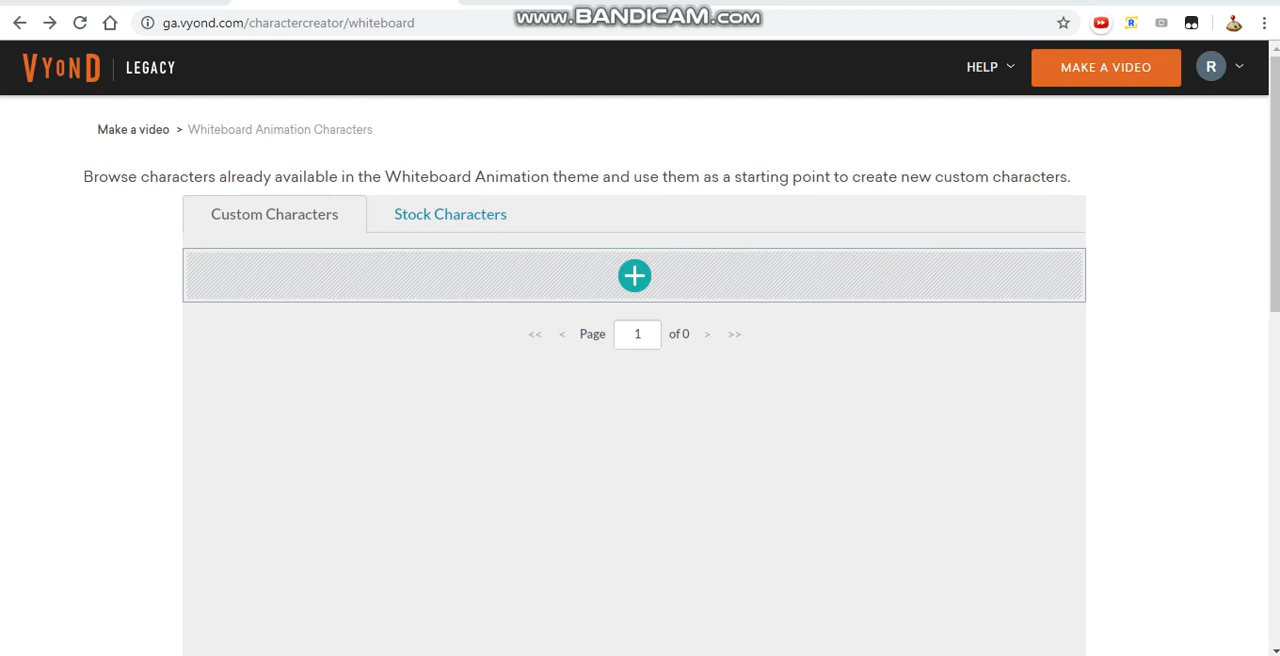 ga.vyond.com/charactercreator/whiteboard
www.BANDICAM.com
VYOND LEGACY
HELP
MAKE A VIDEO
R
Make a video > Whiteboard Animation Characters
Browse characters already available in the Whiteboard Animation theme and use them as a starting point to create new custom characters.
Custom Characters Stock Characters
<< < Page 1 of 0 > >>